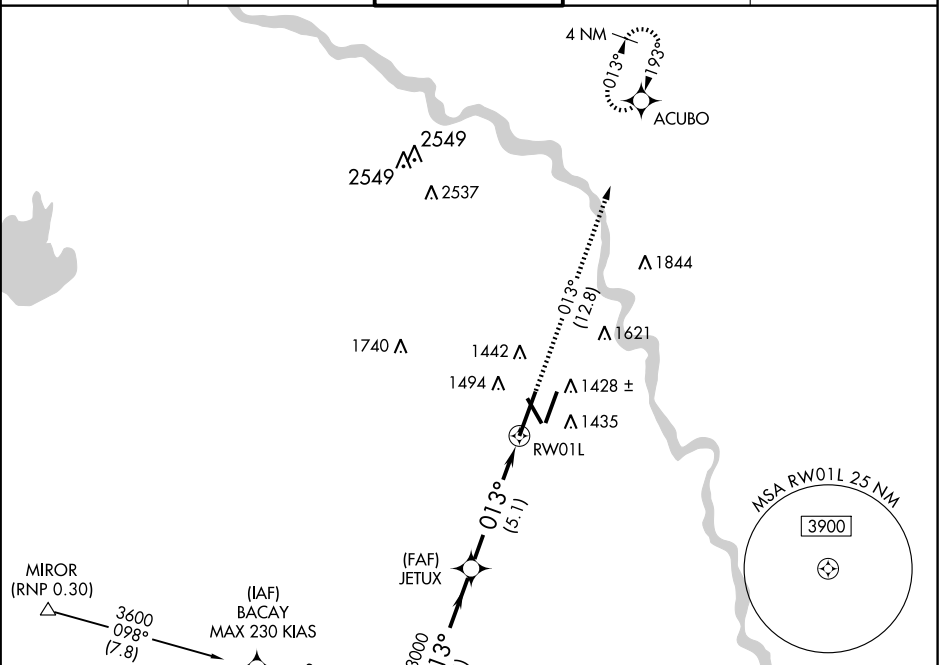 4 NM
013°
193°
ACUBO
2549
2549
2537
1844
013°
(12.8)
1621
1740
1442
1494
1428 ±
1435
RW01L
MSA RW01L 25 NM
3900
013°
(5.1)
(FAF)
JETUX
MIROR
(RNP 0.30)
3600
098°
(7.8)
(IAF)
BACAY
MAX 230 KIAS
3000